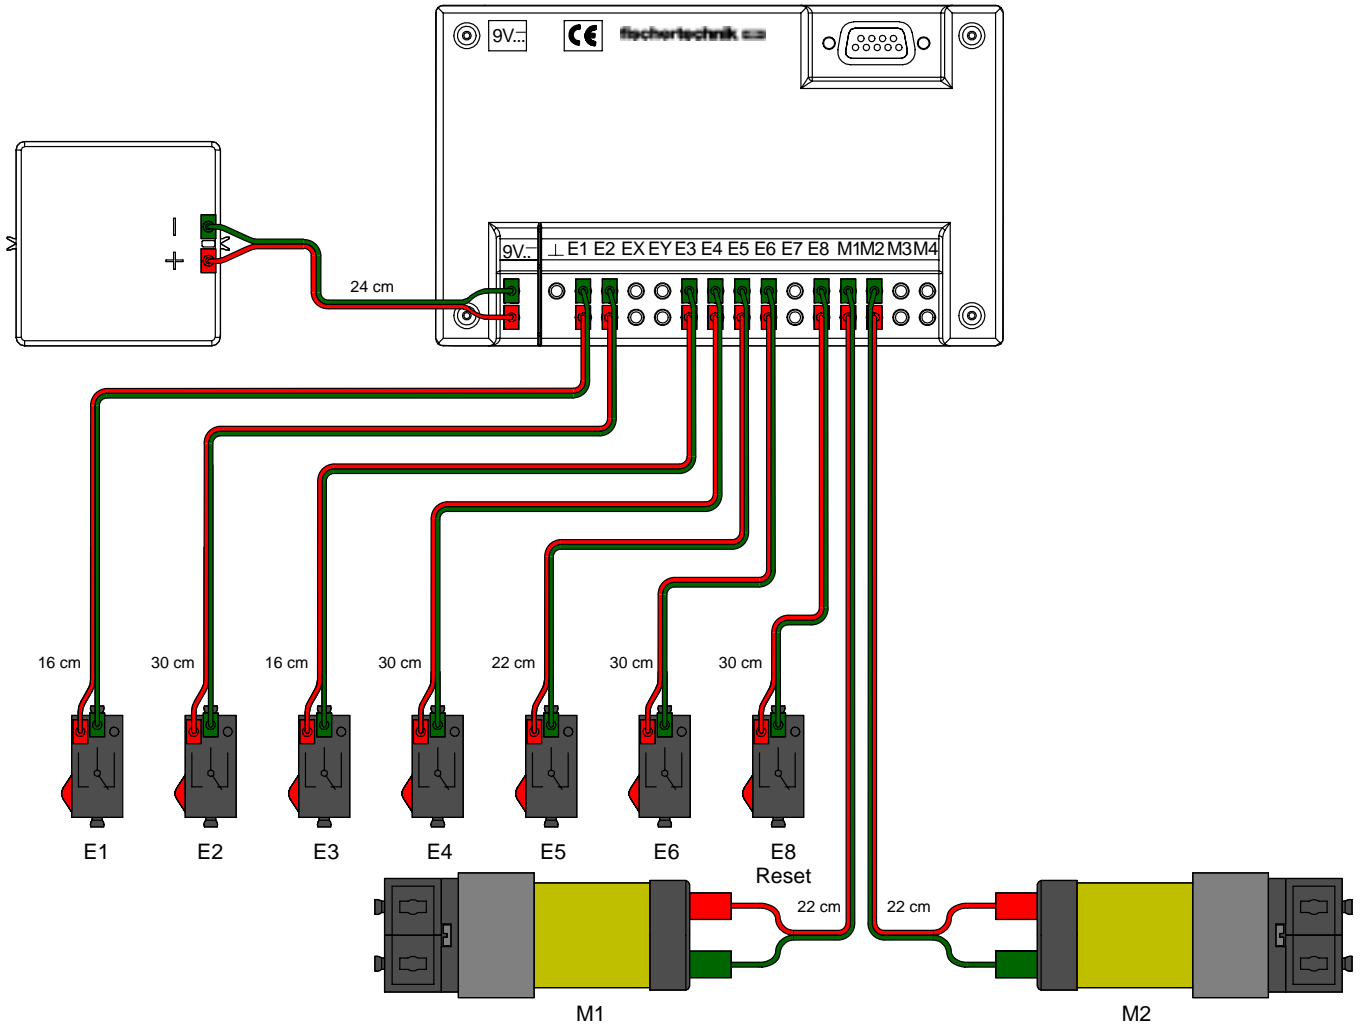 9V CE fischertechnik
− 
+
9V ⊥ E1 E2 EX EY E3 E4 E5 E6 E7 E8 M1 M2 M3 M4
24 cm
16 cm 30 cm 16 cm 30 cm 22 cm 30 cm 30 cm
E1 E2 E3 E4 E5 E6 E8
Reset
22 cm 22 cm
M1 M2